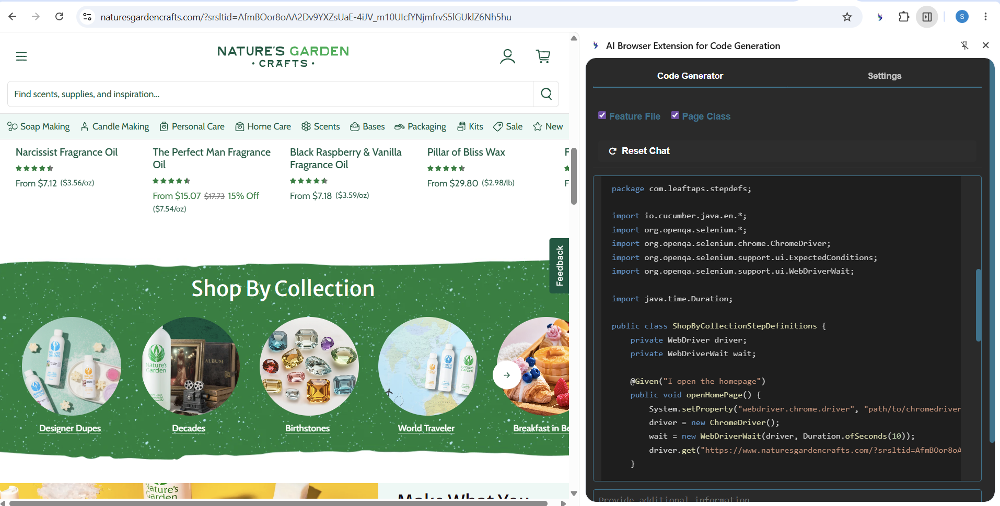 naturesgardencrafts.com/?srsltid=AfmBOor8oAA2Dv9YXZsUaE-4iJV_m10UIcfYNjmfrvS5lGUklZ6Nh5hu
S
NATURE'S GARDEN
• CRAFTS •
Find scents, supplies, and inspiration...
Soap Making Candle Making Personal Care Home Care Scents Bases Packaging Kits Sale New
Narcissist Fragrance Oil
From $7.12 ($3.56/oz)
The Perfect Man Fragrance
Oil
From $15.07 $17.73 15% Off
($7.54/oz)
Black Raspberry & Vanilla
Fragrance Oil
From $7.18 ($3.59/oz)
Pillar of Bliss Wax
From $29.80 ($2.98/lb)
F
F
Feedback
Shop By Collection
Nature's
Garden
ALBUM
Designer Dupes
Decades
Birthstones
World Traveler
Breakfast in Be
Nature's
Garden
Make What You
AI Browser Extension for Code Generation
Code Generator
Settings
Feature File
Page Class
Reset Chat
package com.leaftaps.stepdefs;
import io.cucumber.java.en.*;
import org.openqa.selenium.*;
import org.openqa.selenium.chrome.ChromeDriver;
import org.openqa.selenium.support.ui.ExpectedConditions;
import org.openqa.selenium.support.ui.WebDriverWait;
import java.time.Duration;
public class ShopByCollectionStepDefinitions {
private WebDriver driver;
private WebDriverWait wait;
@Given("I open the homepage")
public void openHomePage() {
System.setProperty("webdriver.chrome.driver", "path/to/chromedriver
driver = new ChromeDriver();
wait = new WebDriverWait(driver, Duration.ofSeconds(10));
driver.get("https://www.naturesgardencrafts.com/?srsltid=AfmBOor8oA
}
Provide additional information